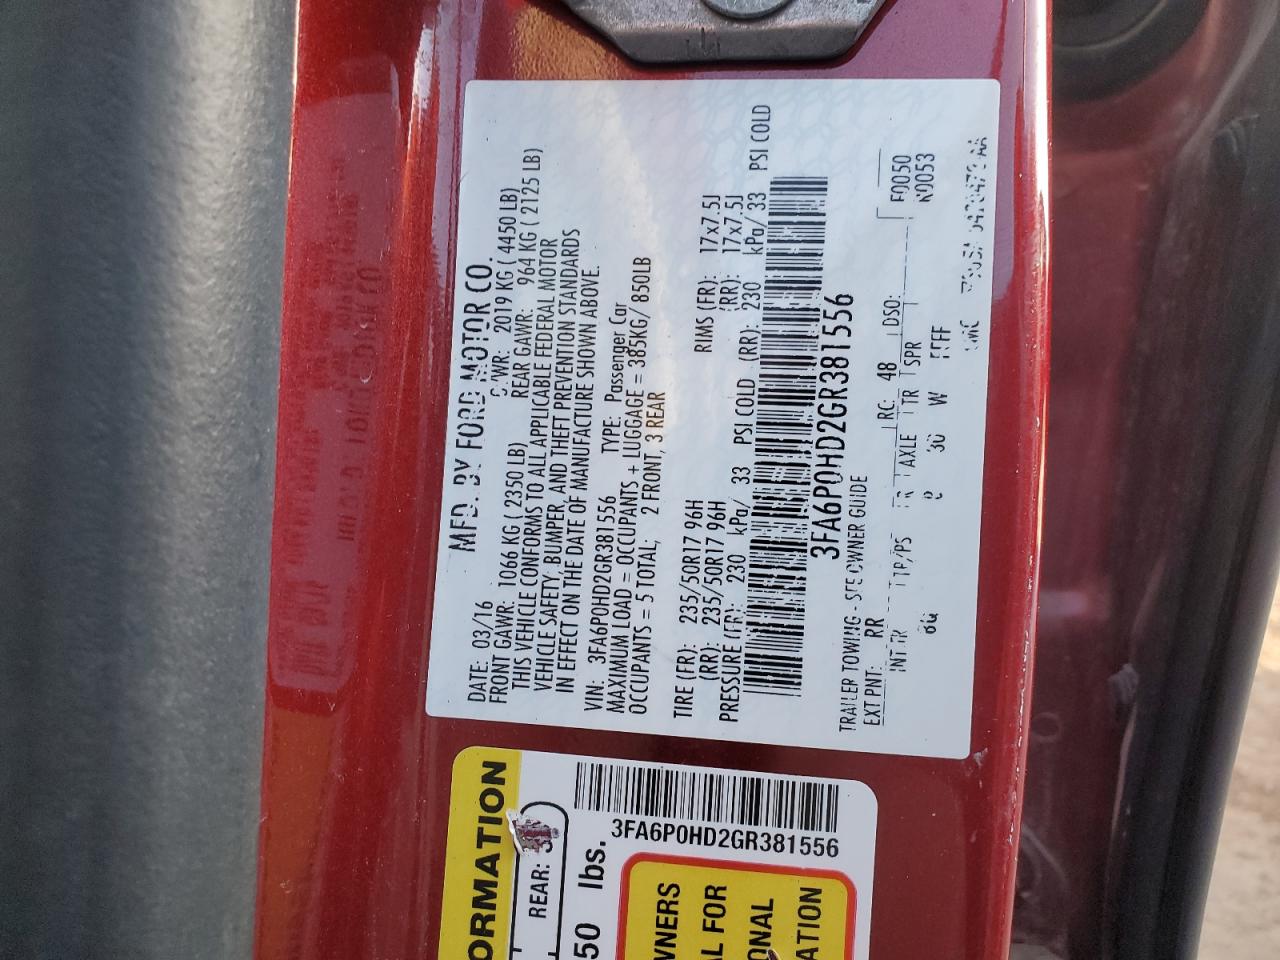 MFD. BY FORD MOTOR CO.
DATE: 03/16 GVWR: 2019 KG ( 4450 LB)
FRONT GAWR: 1066 KG ( 2350 LB) REAR GAWR: 964 KG ( 2125 LB)
THIS VEHICLE CONFORMS TO ALL APPLICABLE FEDERAL MOTOR
VEHICLE SAFETY, BUMPER, AND THEFT PREVENTION STANDARDS
IN EFFECT ON THE DATE OF MANUFACTURE SHOWN ABOVE.
VIN: 3FA6P0HD2GR381556 TYPE: Passenger Car
MAXIMUM LOAD = OCCUPANTS + LUGGAGE = 385KG/ 850LB
OCCUPANTS = 5 TOTAL; 2 FRONT, 3 REAR
TIRE (FR): 235/50R17 96H RIMS (FR): 17x7.5J
(RR): 235/50R17 96H (RR): 17x7.5J
PRESSURE (FR): 230 kPa/ 33 PSI COLD (RR): 230 kPa/ 33 PSI COLD
3FA6P0HD2GR381556
TRAILER TOWING - SEE OWNER GUIDE
EXT PNT: RR RC: 48 DSO: F0050
INT TR TP/PS R AXLE TR SPR N0053
W
3FA6P0HD2GR381556
ORMATION
REAR:
50 lbs.
WNERS
AL FOR
ONAL
ATION